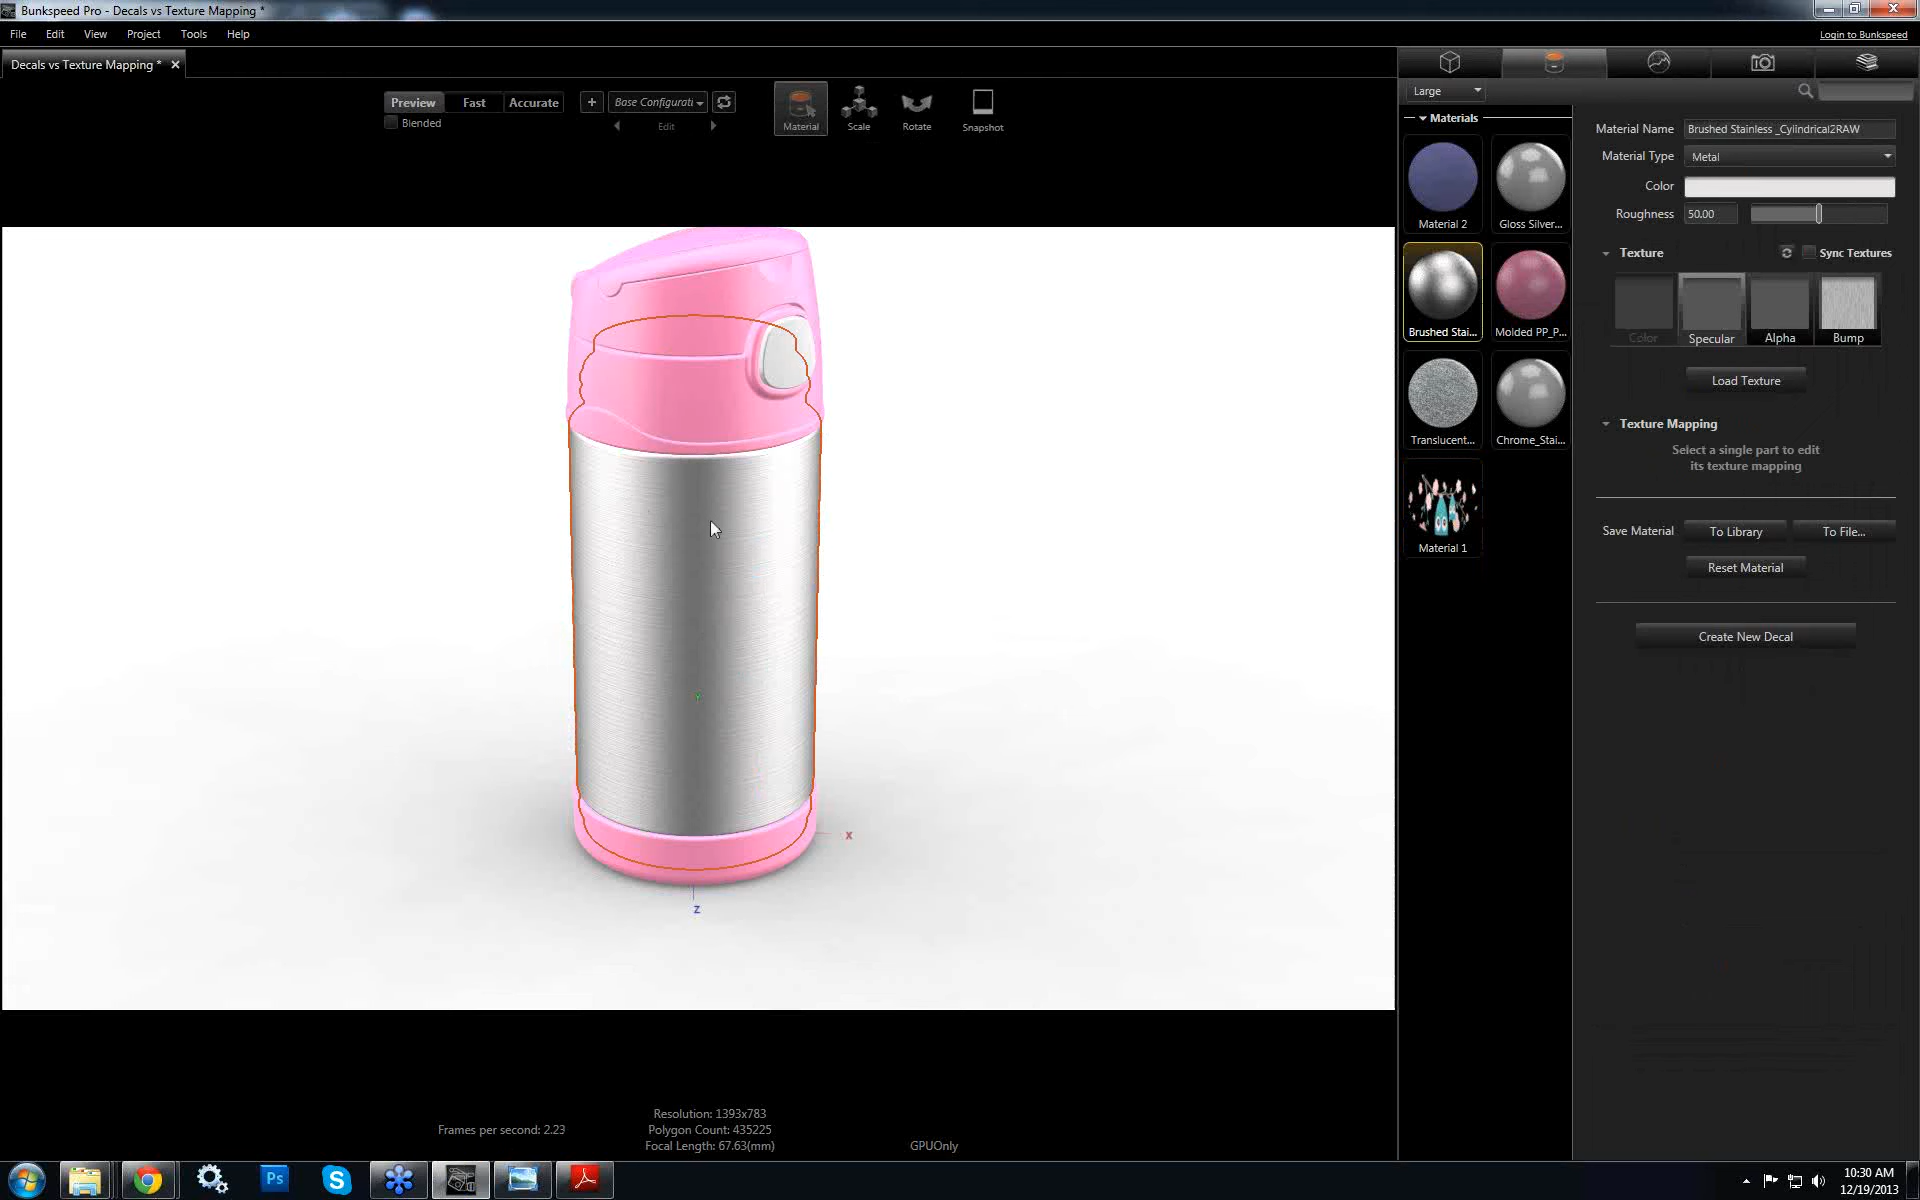 Bunkspeed Pro - Decals vs Texture Mapping *
File Edit View Project Tools Help
Login to Bunkspeed
Decals vs Texture Mapping *
Preview Fast Accurate
Blended
Base Configurati
Edit
Material Scale Rotate Snapshot
Large
Materials
Material 2 Gloss Silver...
Brushed Stai... Molded PP_P...
Translucent... Chrome_Stai...
Material 1
Material Name Brushed Stainless _Cylindrical2RAW
Material Type Metal
Color
Roughness 50.00
Texture Sync Textures
Color Specular Alpha Bump
Load Texture
Texture Mapping
Select a single part to edit
its texture mapping
Save Material To Library To File...
Reset Material
Create New Decal
Y
X
Z
Frames per second: 2.23
Resolution: 1393x783
Polygon Count: 435225
Focal Length: 67.63(mm)
GPUOnly
Ps
10:30 AM
12/19/2013